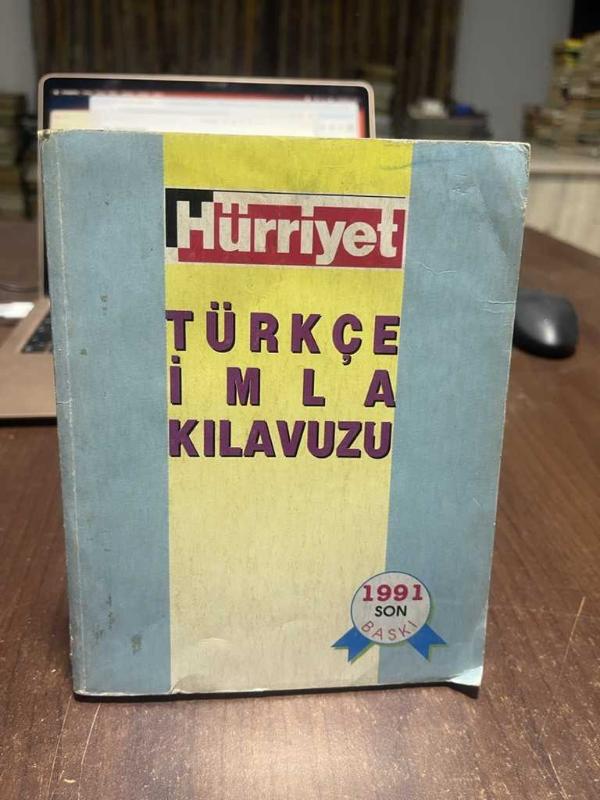 Hürriyet
TÜRKÇE
İMLA
KILAVUZU
1991
SON
BASKI